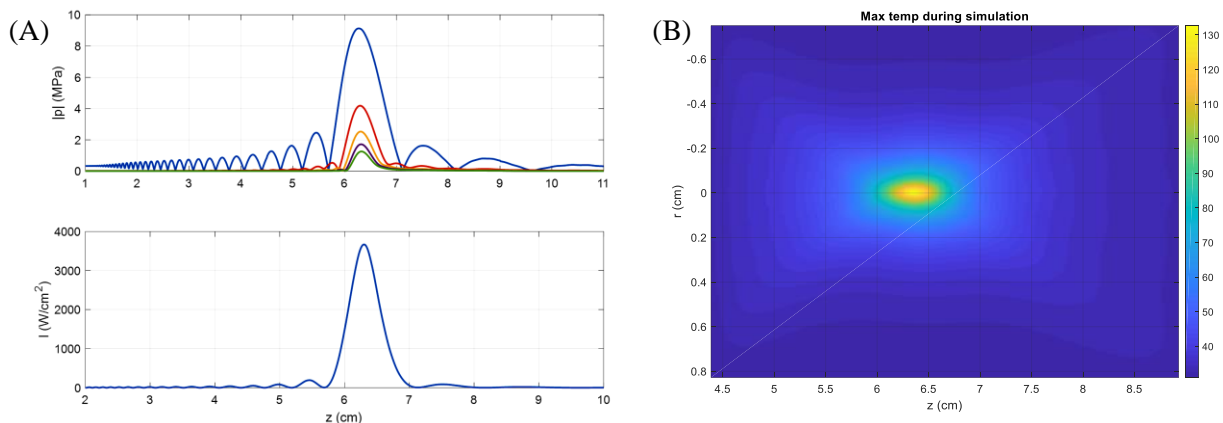 (A)
10
8
6
4
2
0
|p| (MPa)
1 2 3 4 5 6 7 8 9 10 11
4000
3000
2000
1000
0
I (W/cm²)
2 3 4 5 6 7 8 9 10
z (cm)
(B)
Max temp during simulation
-0.6
-0.4
-0.2
0
0.2
0.4
0.6
0.8
r (cm)
4.5 5 5.5 6 6.5 7 7.5 8 8.5
z (cm)
130
120
110
100
90
80
70
60
50
40